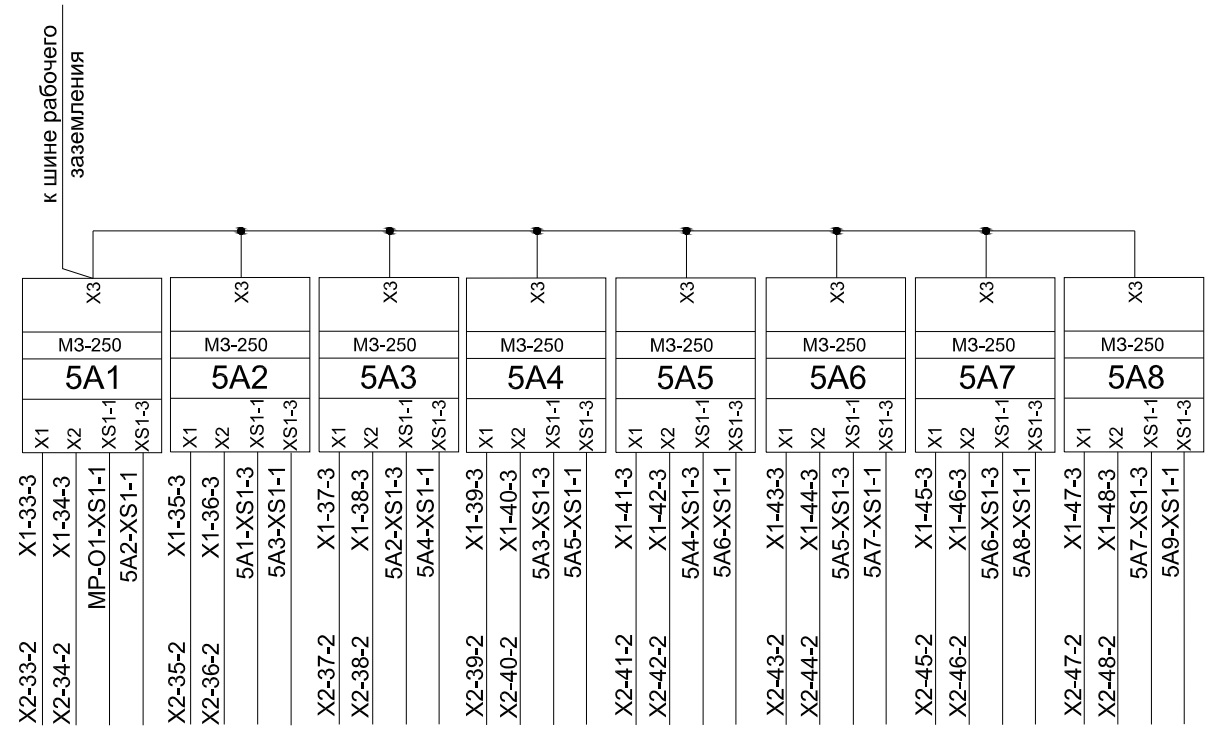 к шине рабочего
заземления
X3
X3
X3
X3
X3
X3
X3
X3
МЗ-250
МЗ-250
МЗ-250
МЗ-250
МЗ-250
МЗ-250
МЗ-250
МЗ-250
5A1
5A2
5A3
5A4
5A5
5A6
5A7
5A8
X1
X2
XS1-1
XS1-3
X1
X2
XS1-1
XS1-3
X1
X2
XS1-1
XS1-3
X1
X2
XS1-1
XS1-3
X1
X2
XS1-1
XS1-3
X1
X2
XS1-1
XS1-3
X1
X2
XS1-1
XS1-3
X1
X2
XS1-1
XS1-3
X1-33-3
X1-34-3
MP-O1-XS1-1
5A2-XS1-1
X1-35-3
X1-36-3
5A1-XS1-3
5A3-XS1-1
X1-37-3
X1-38-3
5A2-XS1-3
5A4-XS1-1
X1-39-3
X1-40-3
5A3-XS1-3
5A5-XS1-1
X1-41-3
X1-42-3
5A4-XS1-3
5A6-XS1-1
X1-43-3
X1-44-3
5A5-XS1-3
5A7-XS1-1
X1-45-3
X1-46-3
5A6-XS1-3
5A8-XS1-1
X1-47-3
X1-48-3
5A7-XS1-3
5A9-XS1-1
X2-33-2
X2-34-2
X2-35-2
X2-36-2
X2-37-2
X2-38-2
X2-39-2
X2-40-2
X2-41-2
X2-42-2
X2-43-2
X2-44-2
X2-45-2
X2-46-2
X2-47-2
X2-48-2